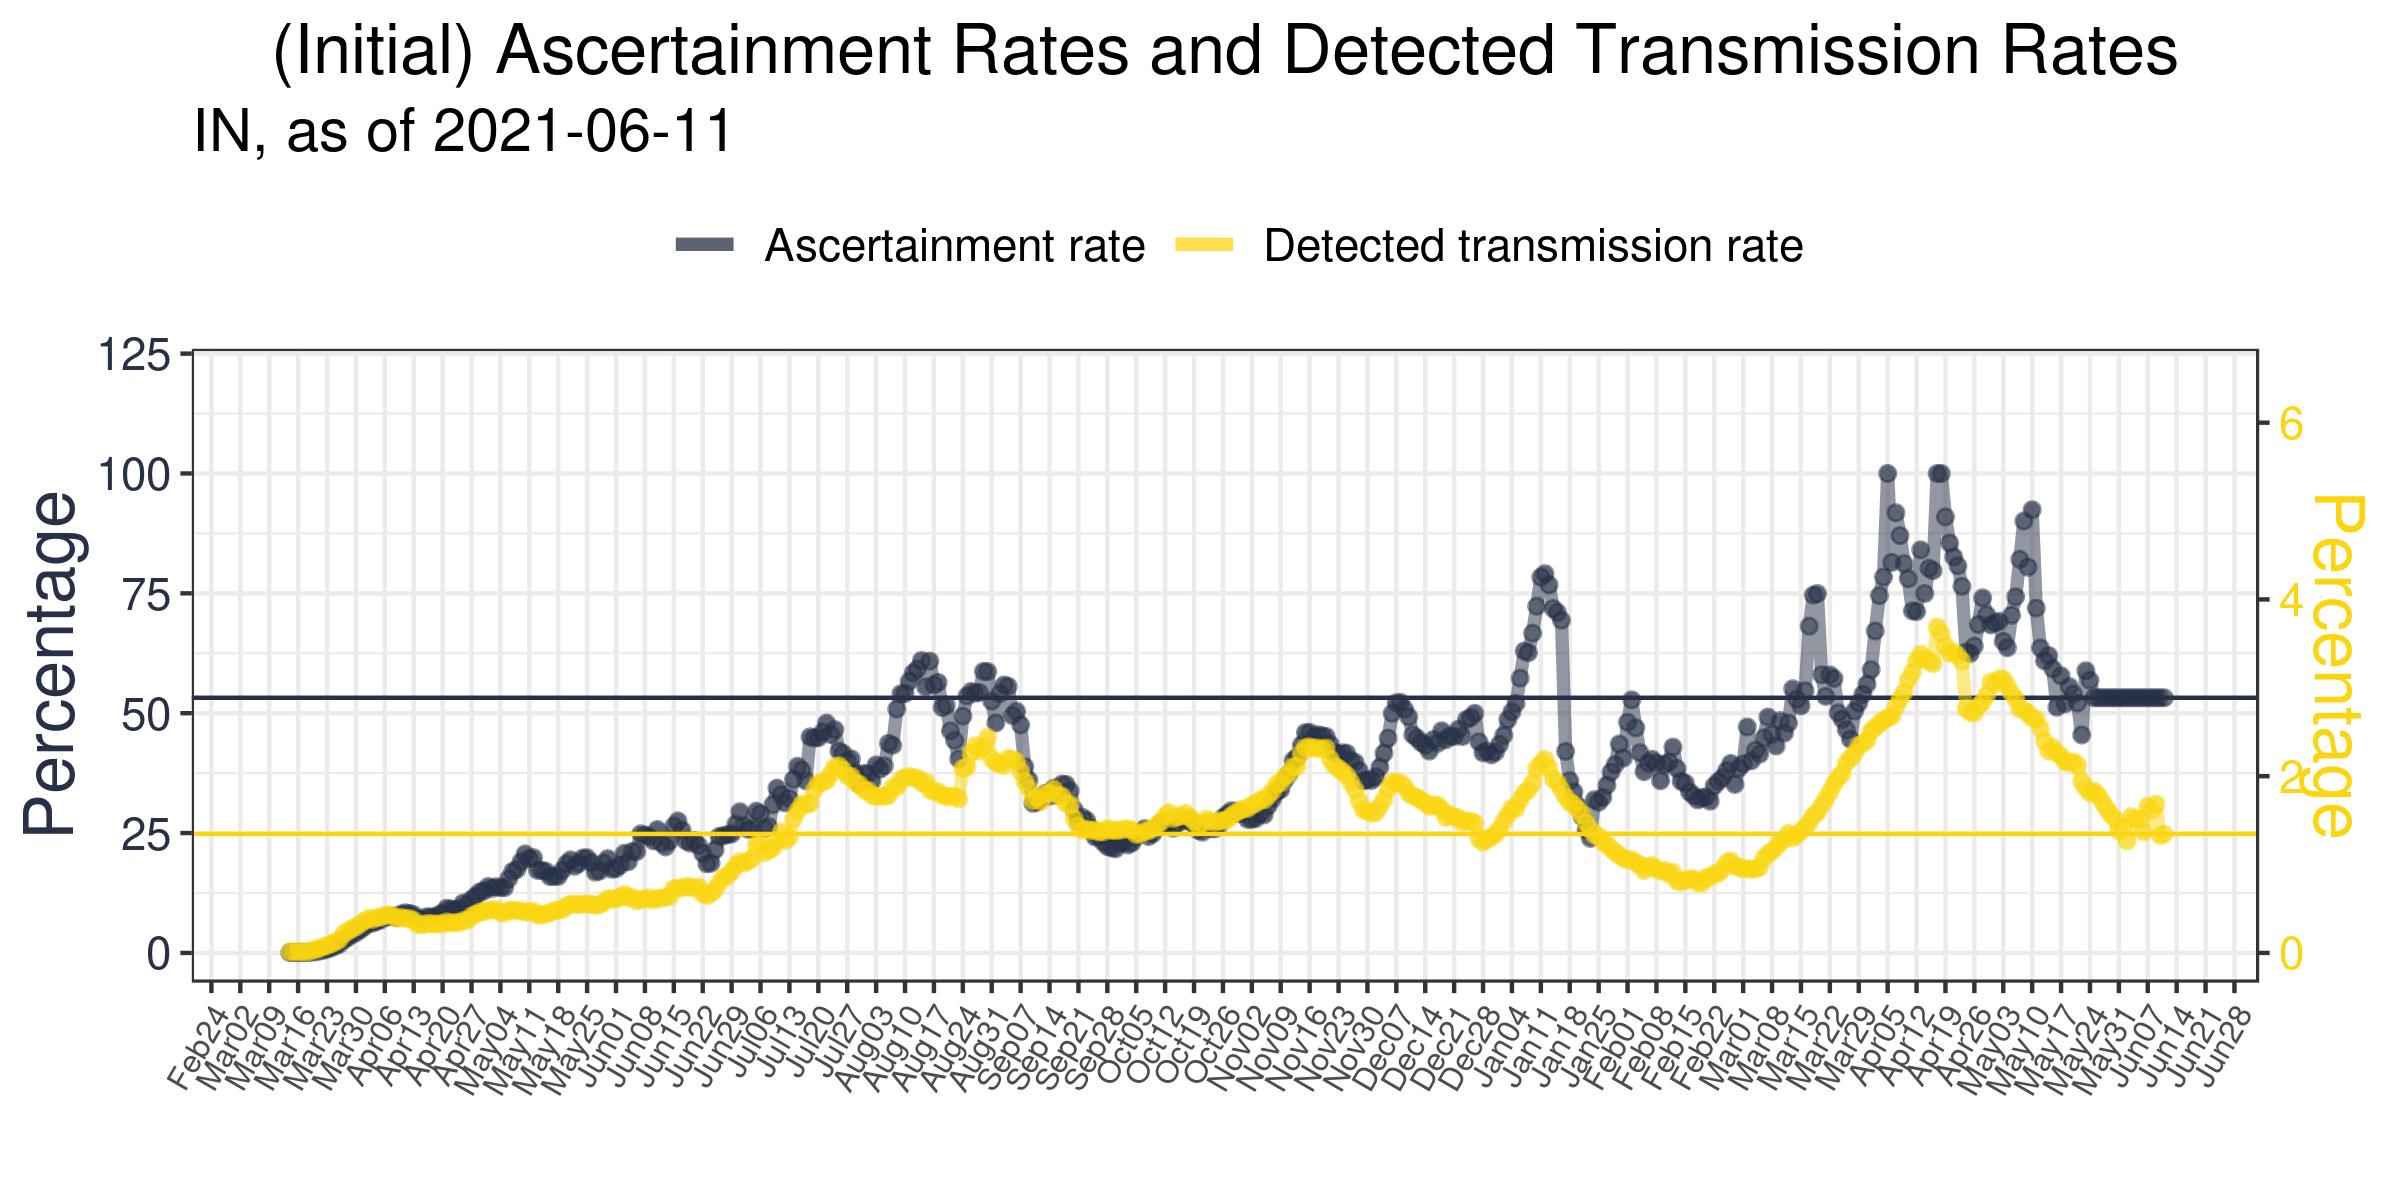 (Initial) Ascertainment Rates and Detected Transmission Rates
IN, as of 2021-06-11
Ascertainment rate
Detected transmission rate
Percentage
125
100
75
50
25
0
6
4
2
0
Percentage
Feb24
Mar02
Mar09
Mar16
Mar23
Mar30
Apr06
Apr13
Apr20
Apr27
May04
May11
May18
May25
Jun01
Jun08
Jun15
Jun22
Jun29
Jul06
Jul13
Jul20
Jul27
Aug03
Aug10
Aug17
Aug24
Aug31
Sep07
Sep14
Sep21
Sep28
Oct05
Oct12
Oct19
Oct26
Nov02
Nov09
Nov16
Nov23
Nov30
Dec07
Dec14
Dec21
Dec28
Jan04
Jan11
Jan18
Jan25
Feb01
Feb08
Feb15
Feb22
Mar01
Mar08
Mar15
Mar22
Mar29
Apr05
Apr12
Apr19
Apr26
May03
May10
May17
May24
May31
Jun07
Jun14
Jun21
Jun28